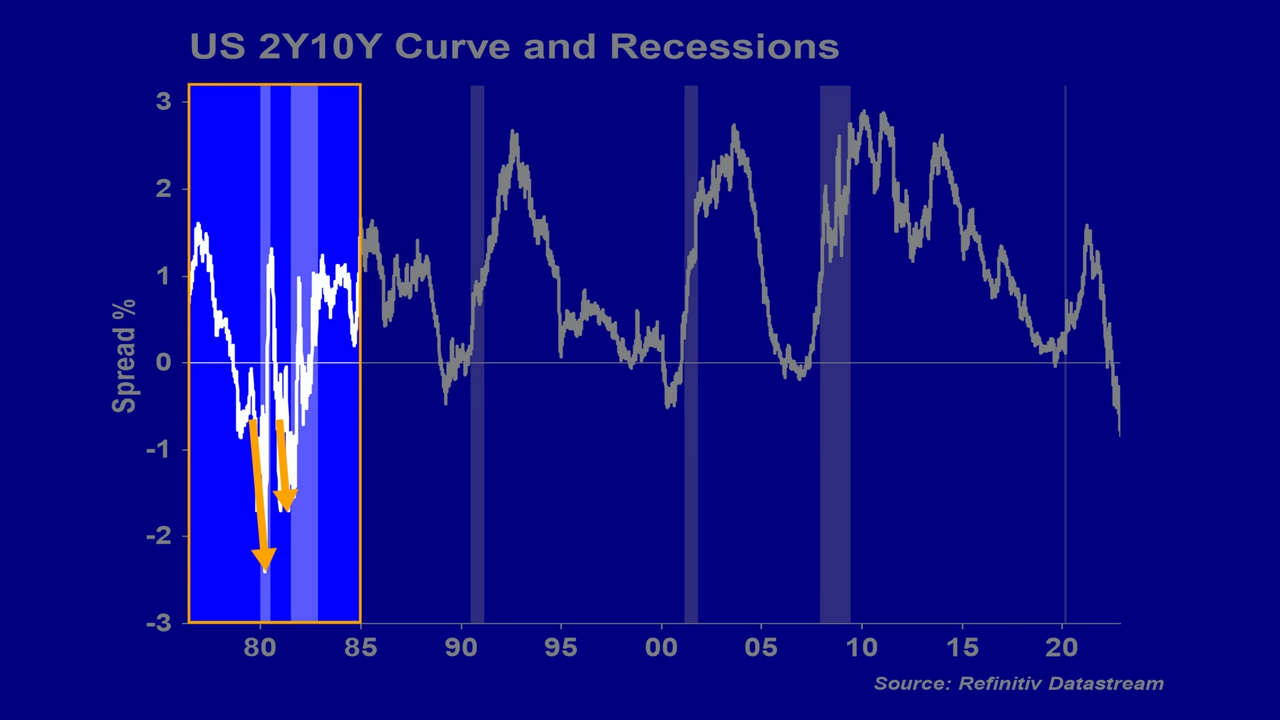 US 2Y10Y Curve and Recessions
Spread %
3
2
1
0
-1
-2
-3
80 85 90 95 00 05 10 15 20
Source: Refinitiv Datastream